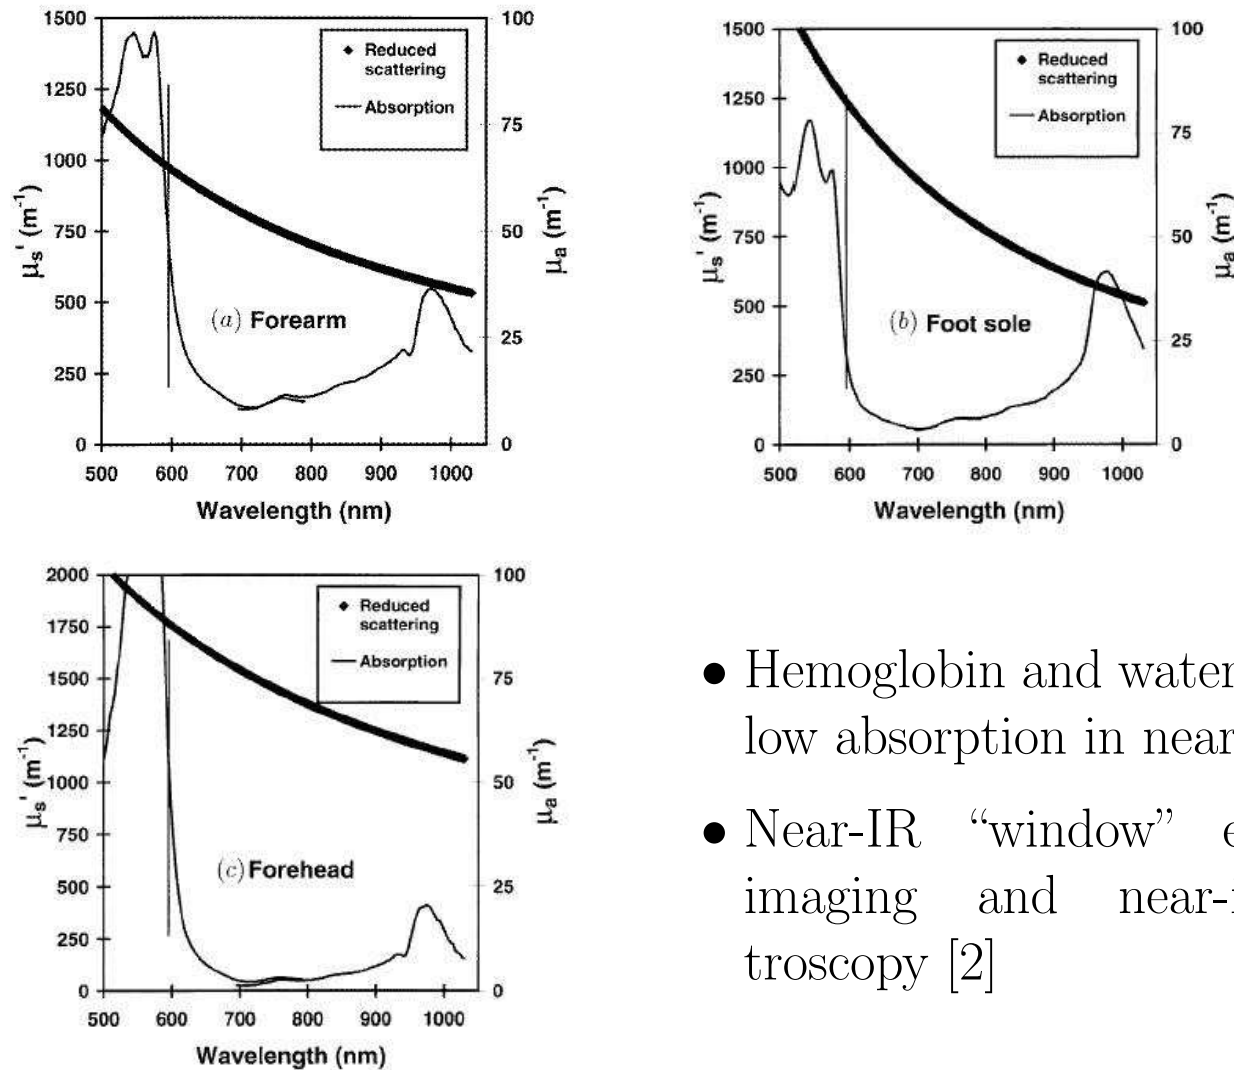 1500
1250
1000
750
500
250
0
100
75
50
25
0
μs' (m-1)
μa (m-1)
Reduced
scattering
Absorption
(a) Forearm
500 600 700 800 900 1000
Wavelength (nm)
1500
1250
1000
750
500
250
0
100
75
50
25
0
μs' (m-1)
μa (m-1)
Reduced
scattering
Absorption
(b) Foot sole
500 600 700 800 900 1000
Wavelength (nm)
2000
1750
1500
1250
1000
750
500
250
0
100
75
50
25
0
μs' (m-1)
μa (m-1)
Reduced
scattering
Absorption
(c) Forehead
500 600 700 800 900 1000
Wavelength (nm)
• Hemoglobin and water
low absorption in near
• Near-IR “window” e
imaging and near-i
troscopy [2]